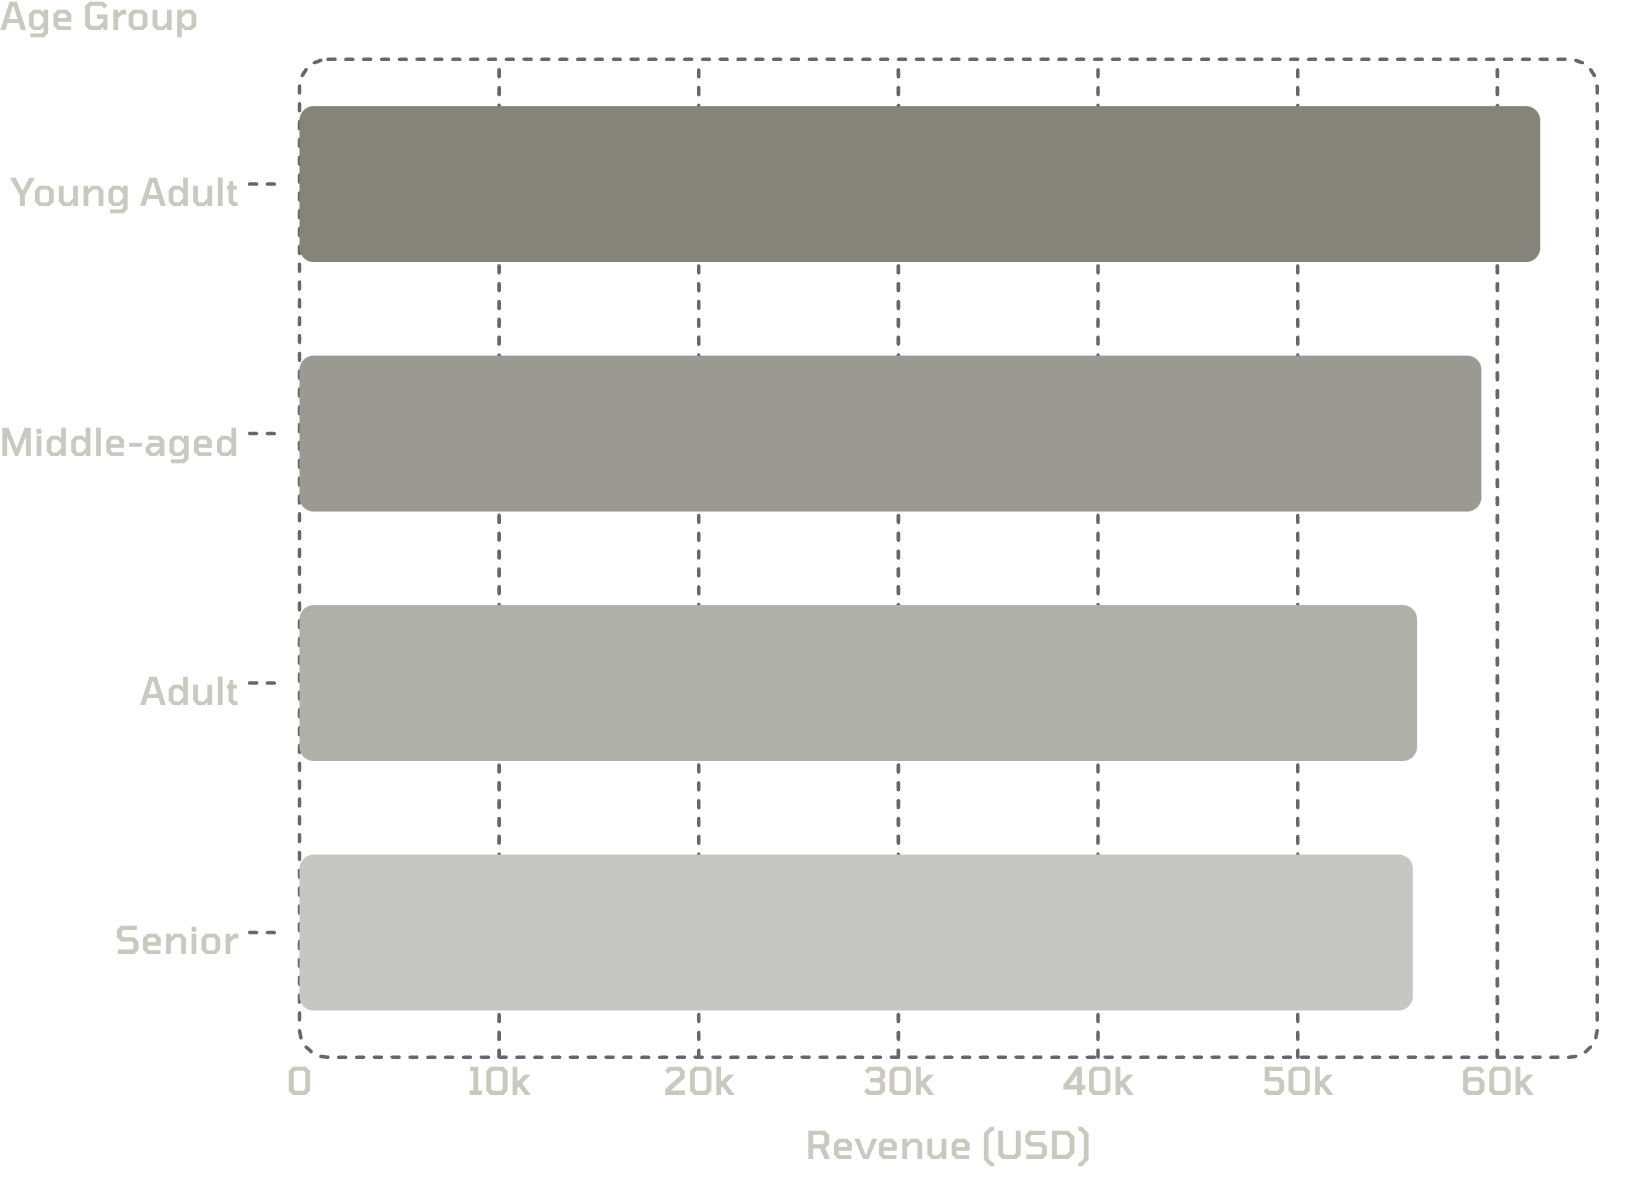 Age Group
Young Adult
Middle-aged
Adult
Senior
0 10k 20k 30k 40k 50k 60k
Revenue (USD)